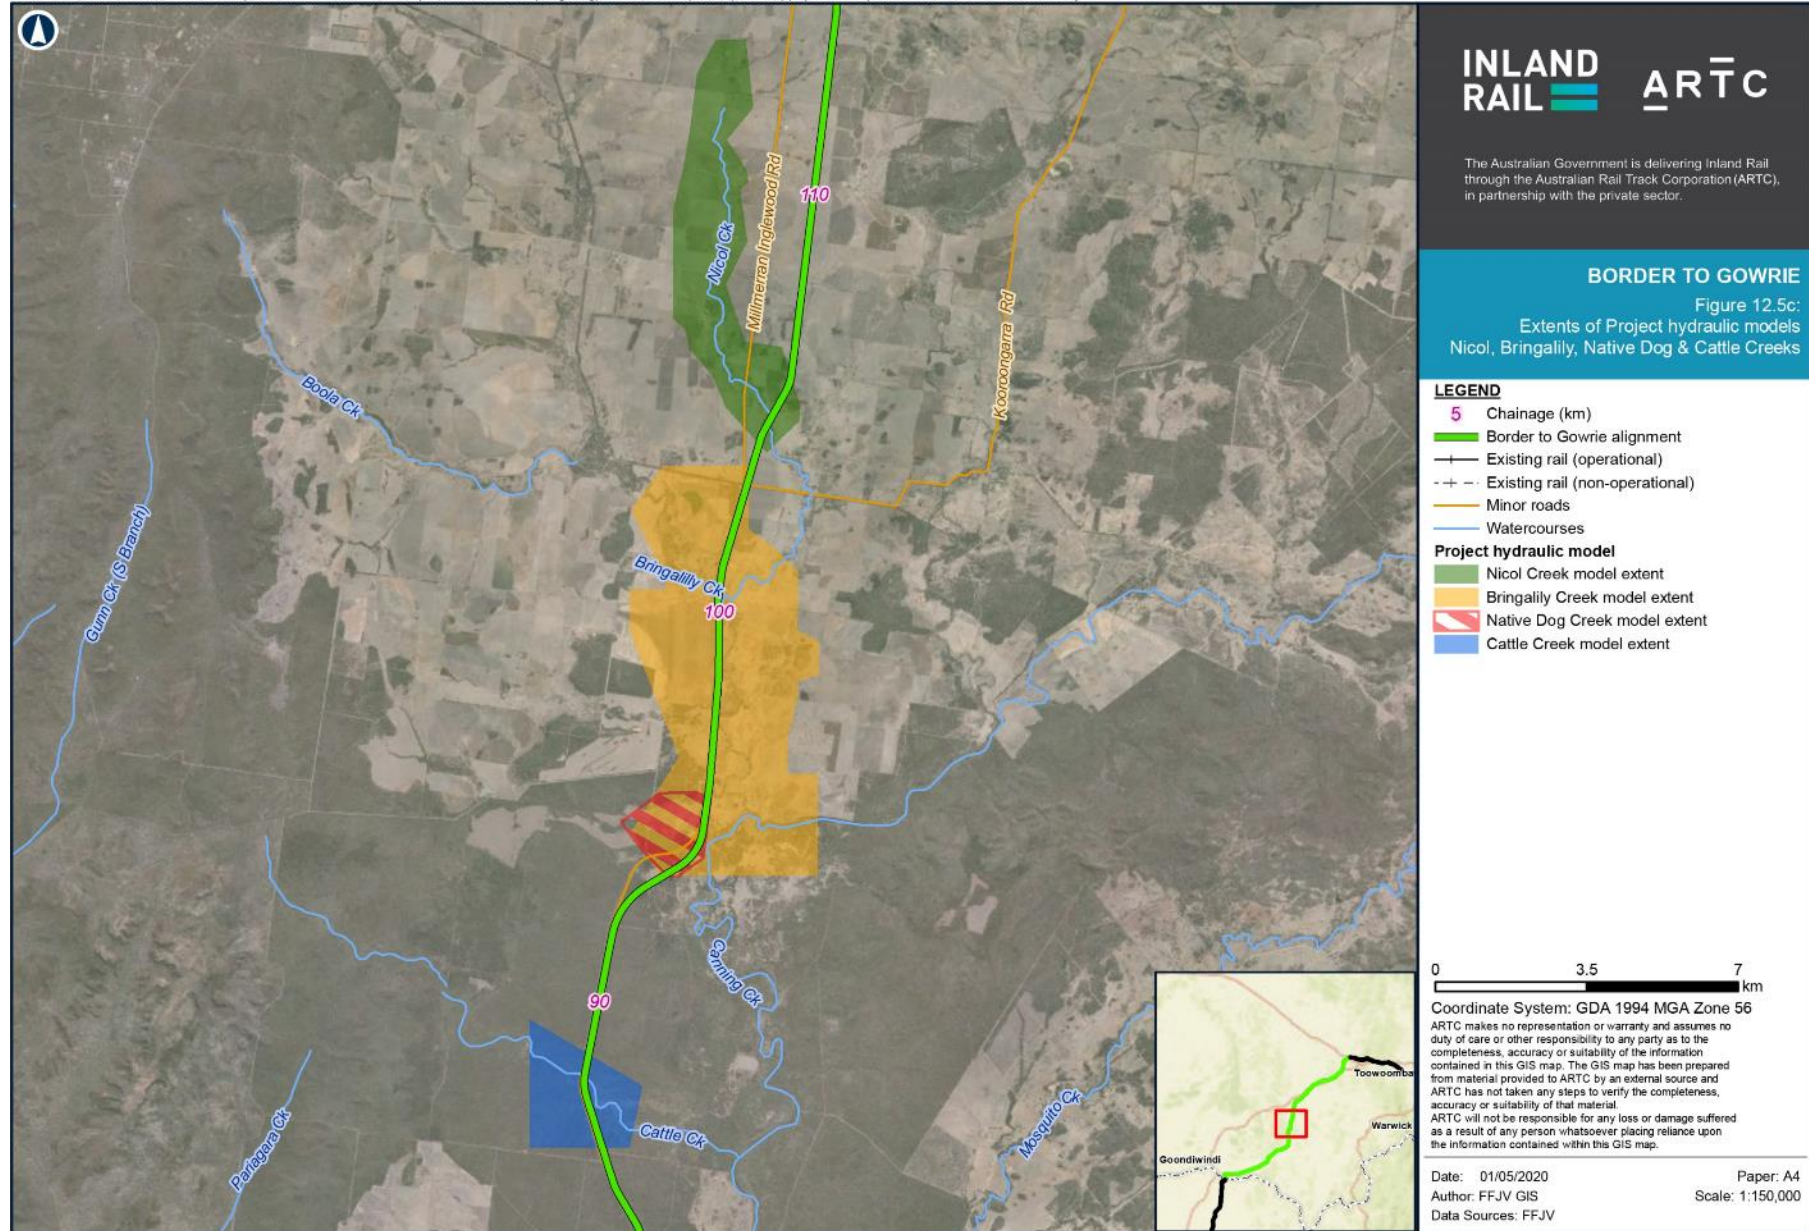 INLAND
RAIL
ARTC
The Australian Government is delivering Inland Rail
through the Australian Rail Track Corporation (ARTC),
in partnership with the private sector.
BORDER TO GOWRIE
Figure 12.5c:
Extents of Project hydraulic models
Nicol, Bringalily, Native Dog & Cattle Creeks
LEGEND
5 Chainage (km)
Border to Gowrie alignment
Existing rail (operational)
Existing rail (non-operational)
Minor roads
Watercourses
Project hydraulic model
Nicol Creek model extent
Bringalily Creek model extent
Native Dog Creek model extent
Cattle Creek model extent
0 3.5 7
km
Coordinate System: GDA 1994 MGA Zone 56
ARTC makes no representation or warranty and assumes no
duty of care or other responsibility to any party as to the
completeness, accuracy or suitability of the information
contained in this GIS map. The GIS map has been prepared
from material provided to ARTC by an external source and
ARTC has not taken any steps to verify the completeness,
accuracy or suitability of that material.
ARTC will not be responsible for any loss or damage suffered
as a result of any person whatsoever placing reliance upon
the information contained within this GIS map.
Date: 01/05/2020 Paper: A4
Author: FFJV GIS Scale: 1:150,000
Data Sources: FFJV
110
Millmerran Inglewood Rd
Nicol Ck
Kooroongarra Rd
Boola Ck
Gunn Ck (S Branch)
Bringalilly Ck
100
Canning Ck
90
Cattle Ck
Pariagara Ck
Mosquito Ck
Toowoomba
Warwick
Goondiwindi